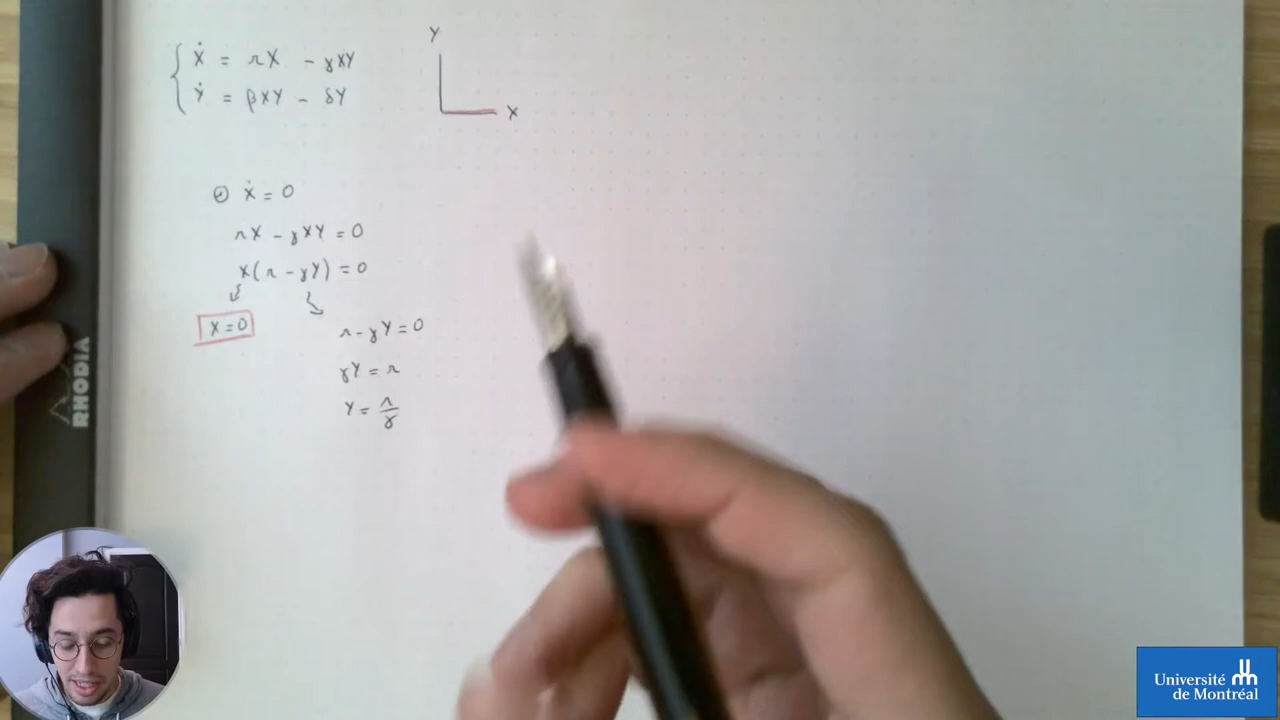 Ẋ = rX - γXY
Ẏ = βXY - δY
Y
X
Ẋ = 0
rX - γXY = 0
X(r - γY) = 0
X = 0
r - γY = 0
γY = r
Y = r/γ
RHODIA
Université
de Montréal